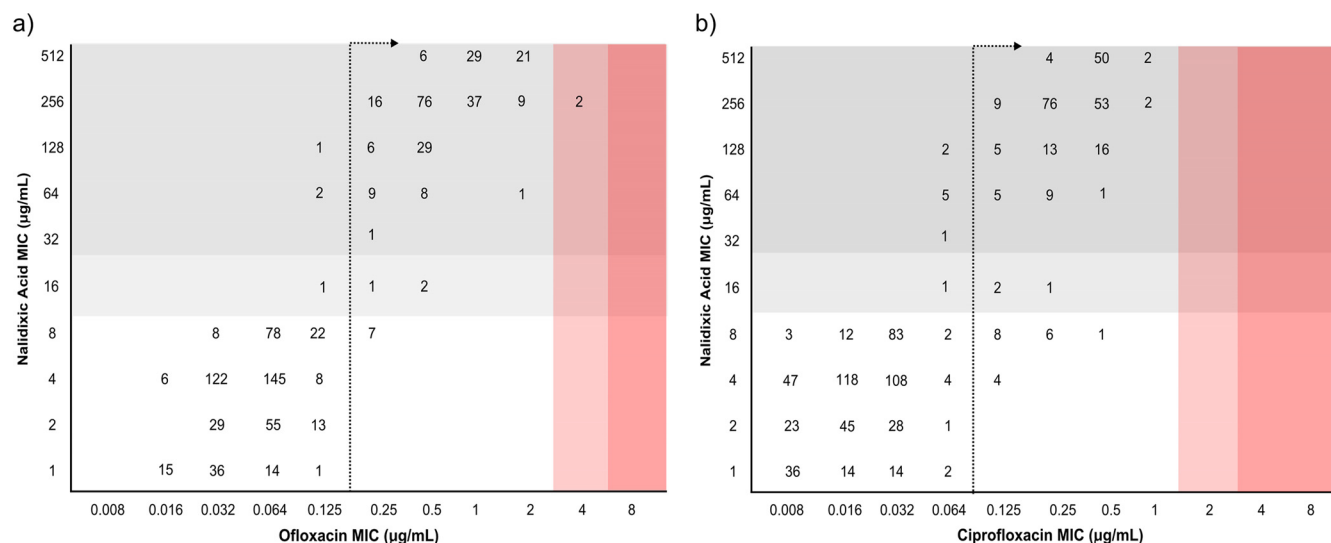 a)
512 6 29 21
256 16 76 37 9 2
128 1 6 29
64 2 9 8 1
32 1
16 1 1 2
8 8 78 22 7
4 6 122 145 8
2 29 55 13
1 15 36 14 1
0.008 0.016 0.032 0.064 0.125 0.25 0.5 1 2 4 8
Nalidixic Acid MIC (µg/mL)
Ofloxacin MIC (µg/mL)
b)
512 4 50 2
256 9 76 53 2
128 2 5 13 16
64 5 5 9 1
32 1
16 1 2 1
8 3 12 83 2 8 6 1
4 47 118 108 4 4
2 23 45 28 1
1 36 14 14 2
0.008 0.016 0.032 0.064 0.125 0.25 0.5 1 2 4 8
Nalidixic Acid MIC (µg/mL)
Ciprofloxacin MIC (µg/mL)